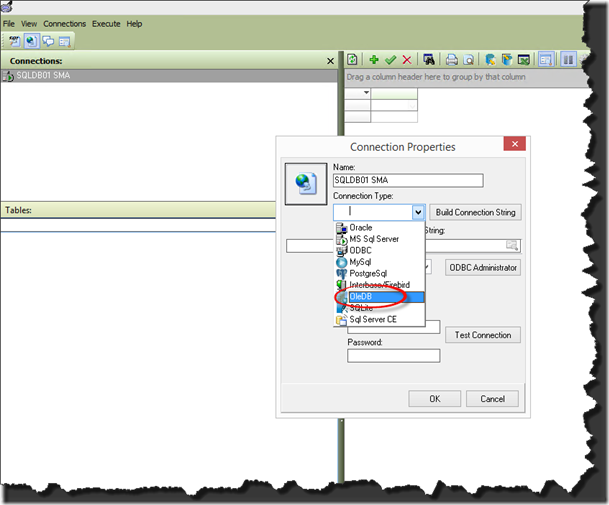 File View Connections Execute Help
Connections:
SQLDB01 SMA
Drag a column header here to group by that column
Tables:
Connection Properties
Name:
SQLDB01 SMA
Connection Type:
Build Connection String
String:
Oracle
MS Sql Server
ODBC
MySql
PostgreSql
Interbase/Firebird
OleDB
SQLite
Sql Server CE
ODBC Administrator
Test Connection
Password:
OK Cancel